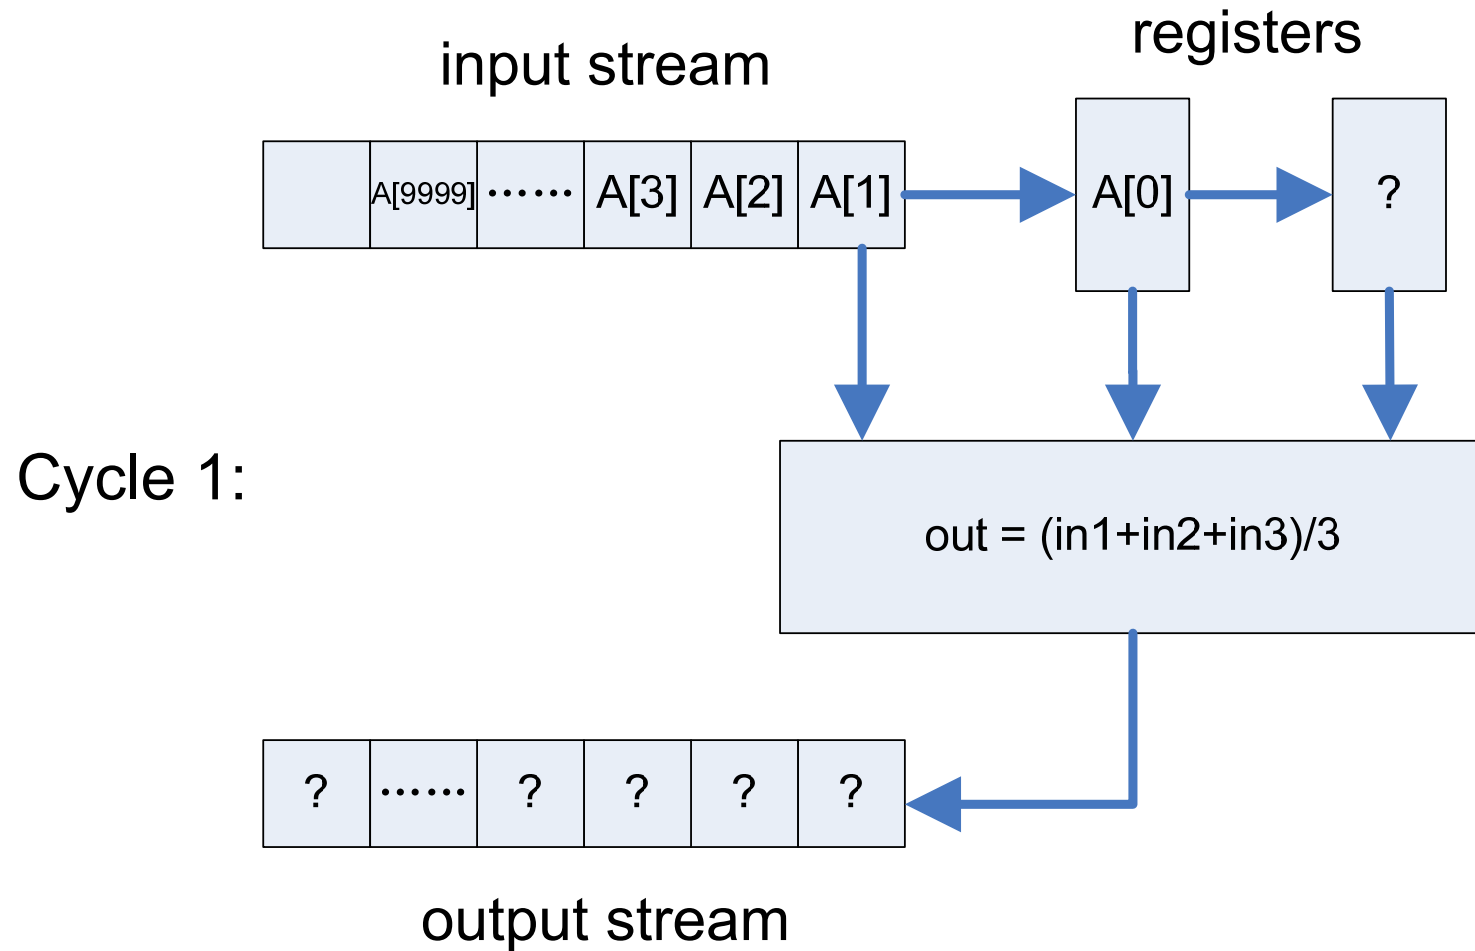 registers
input stream
A[9999] ...... A[3] A[2] A[1] A[0] ?
Cycle 1:
out = (in1+in2+in3)/3
? ...... ? ? ? ?
output stream